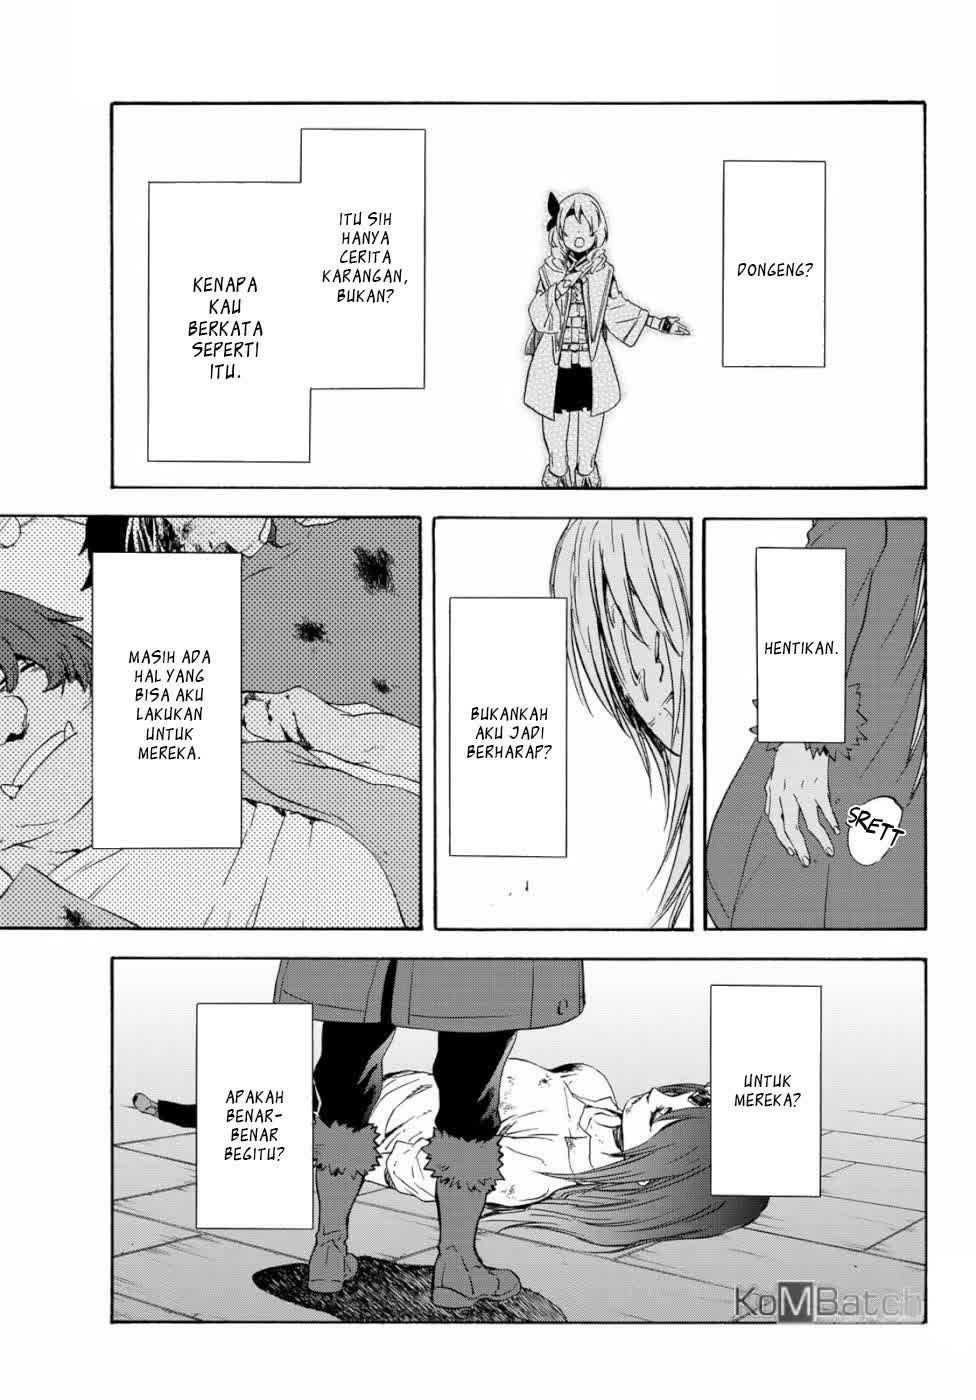 DONGENG?
ITU SIH
HANYA
CERITA
KARANGAN,
BUKAN?
KENAPA
KAU
BERKATA
SEPERTI
ITU.
HENTIKAN.
SRETT
BUKANKAH
AKU JADI
BERHARAP?
MASIH ADA
HAL YANG
BISA AKU
LAKUKAN
UNTUK
MEREKA.
UNTUK
MEREKA?
APAKAH
BENAR-
BENAR
BEGITU?
KoMBatch